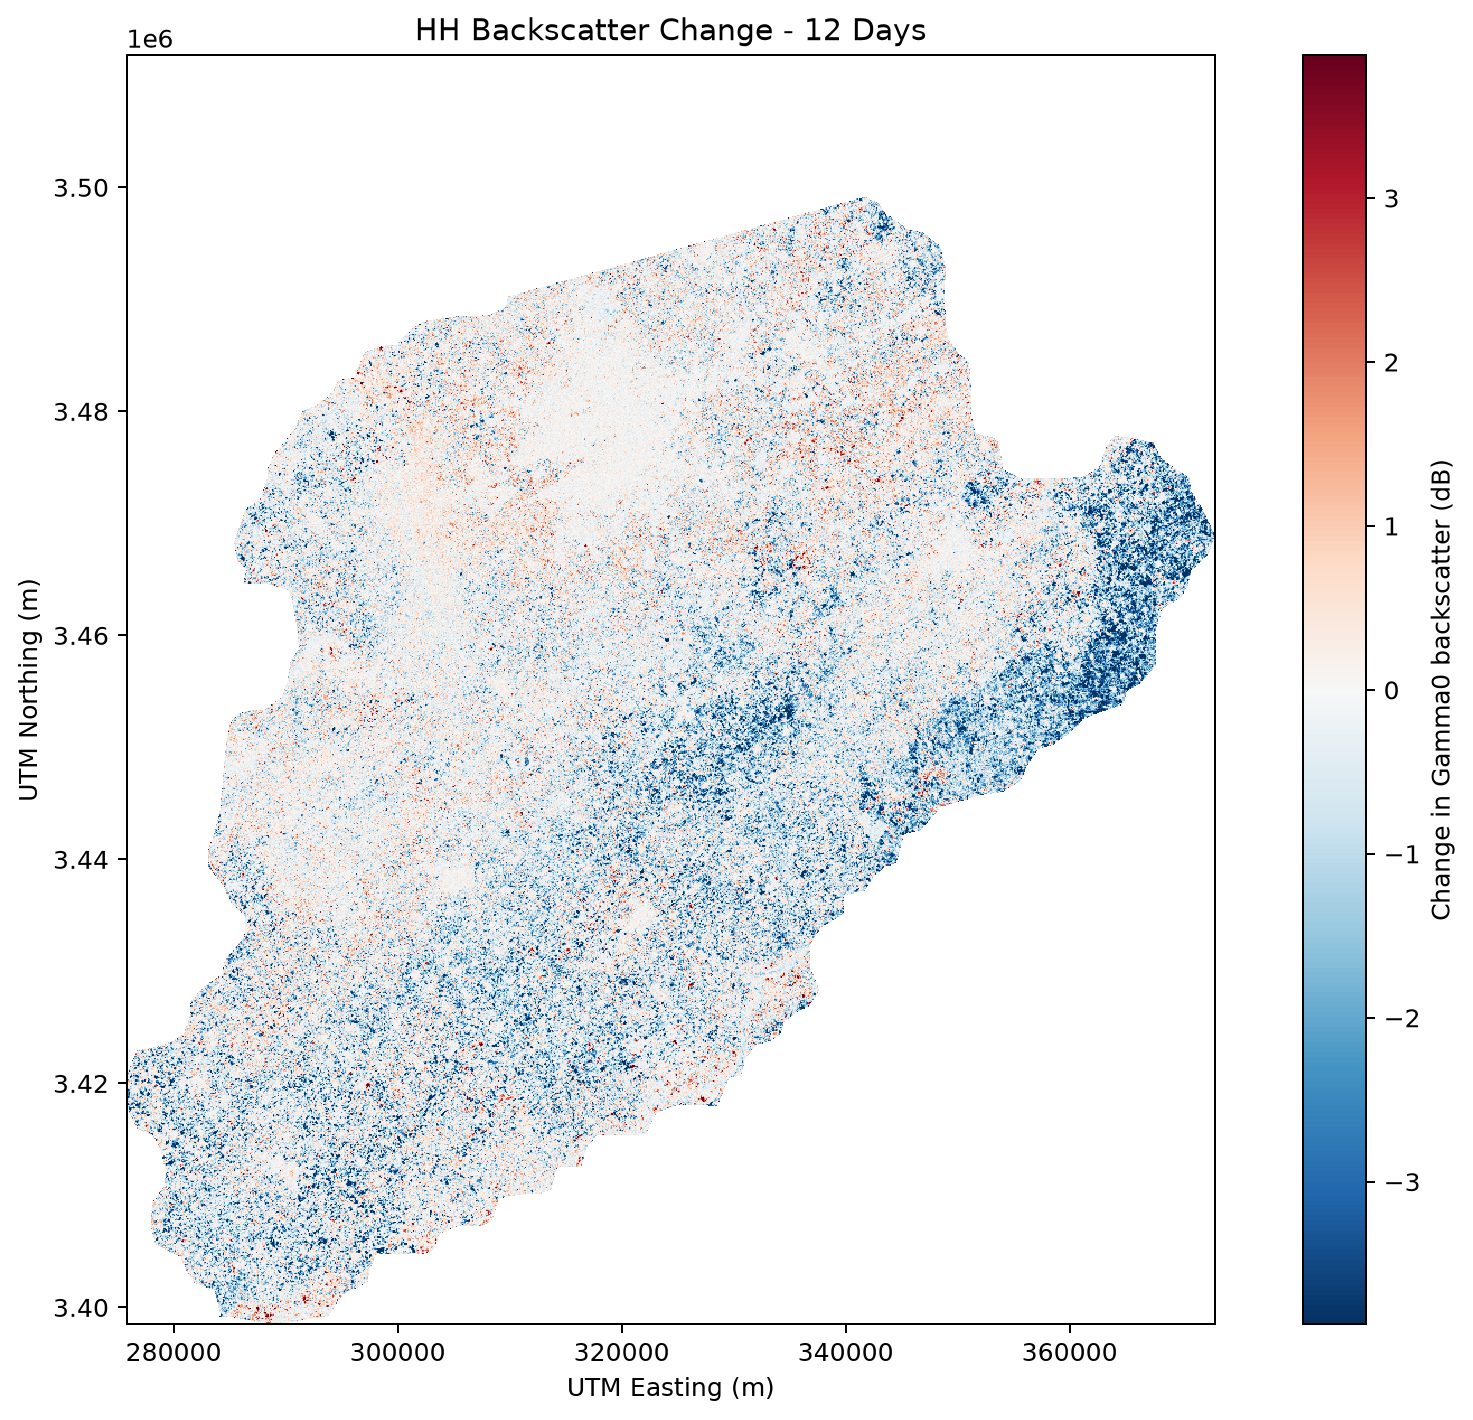 HH Backscatter Change - 12 Days
1e6
3.50
3.48
3.46
3.44
3.42
3.40
UTM Northing (m)
280000 300000 320000 340000 360000
UTM Easting (m)
3
2
1
0
−1
−2
−3
Change in Gamma0 backscatter (dB)